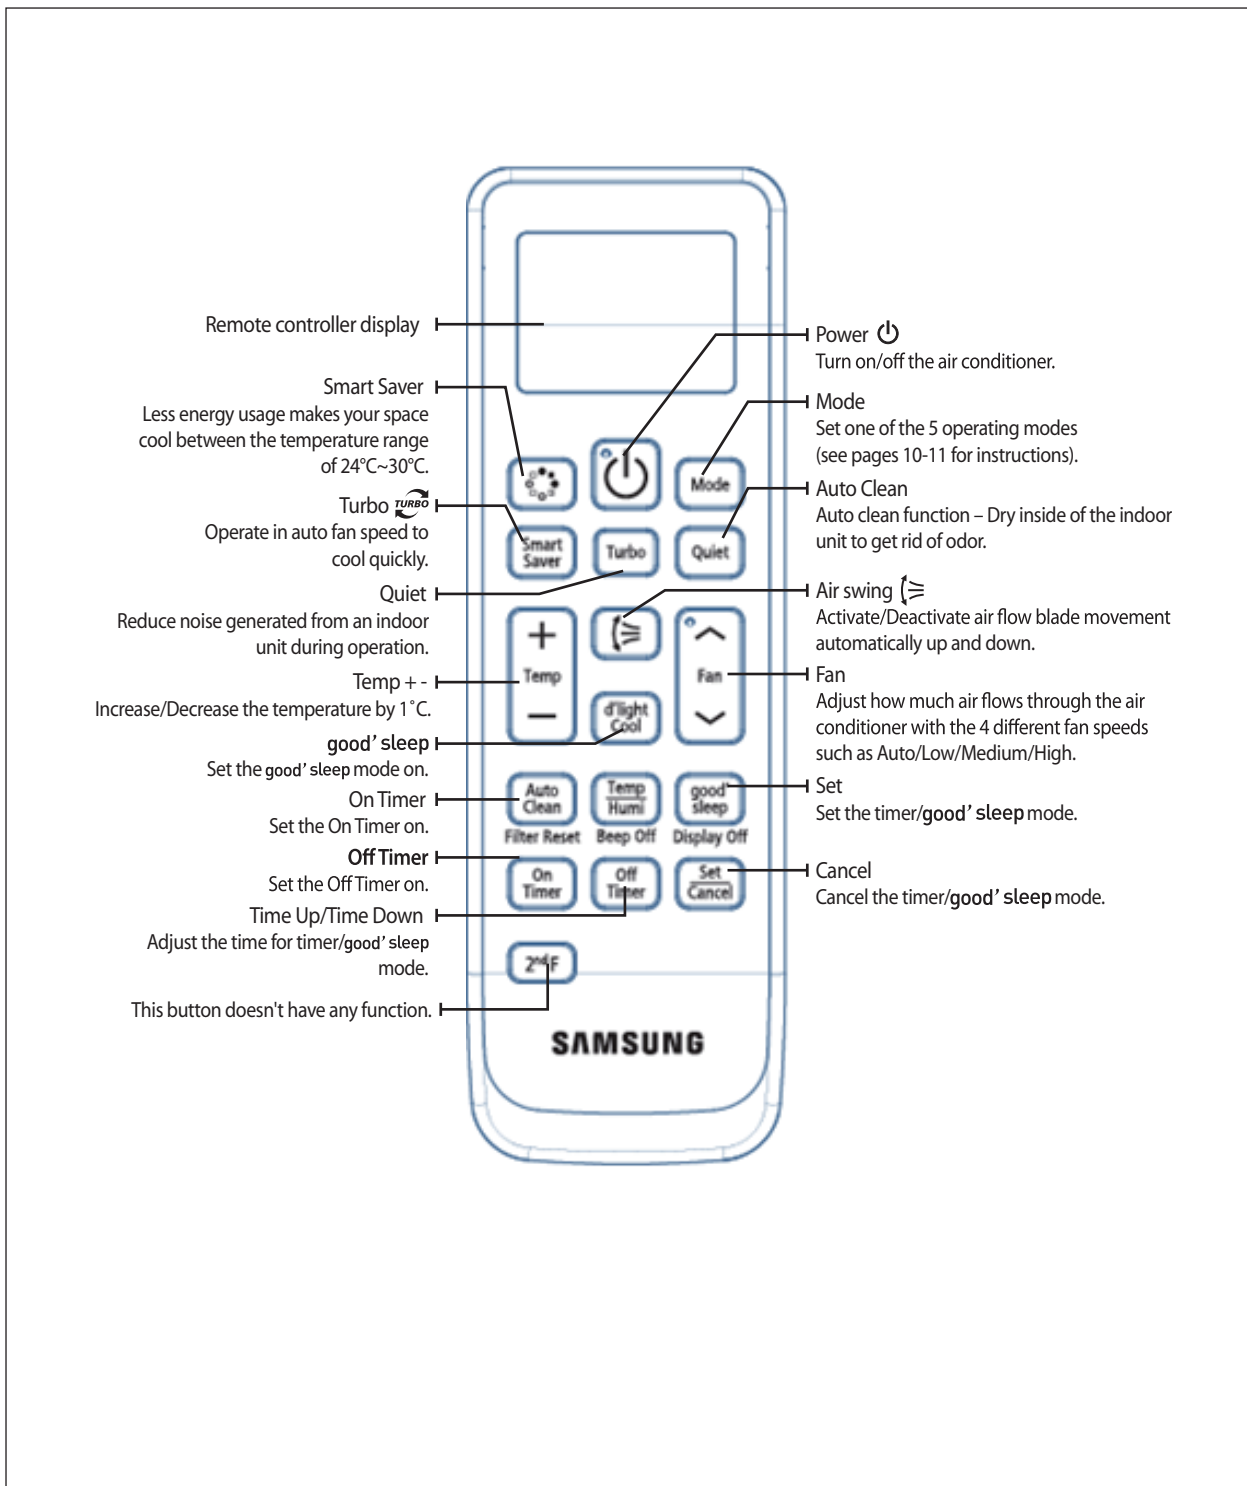 Remote controller display
Smart Saver
Less energy usage makes your space
cool between the temperature range
of 24°C~30°C.
Turbo TURBO
Operate in auto fan speed to
cool quickly.
Quiet
Reduce noise generated from an indoor
unit during operation.
Temp + -
Increase/Decrease the temperature by 1˚C.
good’ sleep
Set the good’ sleep mode on.
On Timer
Set the On Timer on.
Off Timer
Set the Off Timer on.
Time Up/Time Down
Adjust the time for timer/good’ sleep
mode.
This button doesn't have any function.
Mode
Smart
Saver
Turbo
Quiet
+
Temp
−
d'light
Cool
Fan
Auto
Clean
Temp
Humi
good'
sleep
Filter Reset Beep Off Display Off
On
Timer
Off
Timer
Set
Cancel
2ndF
SAMSUNG
Power
Turn on/off the air conditioner.
Mode
Set one of the 5 operating modes
(see pages 10-11 for instructions).
Auto Clean
Auto clean function – Dry inside of the indoor
unit to get rid of odor.
Air swing
Activate/Deactivate air flow blade movement
automatically up and down.
Fan
Adjust how much air flows through the air
conditioner with the 4 different fan speeds
such as Auto/Low/Medium/High.
Set
Set the timer/good’ sleep mode.
Cancel
Cancel the timer/good’ sleep mode.